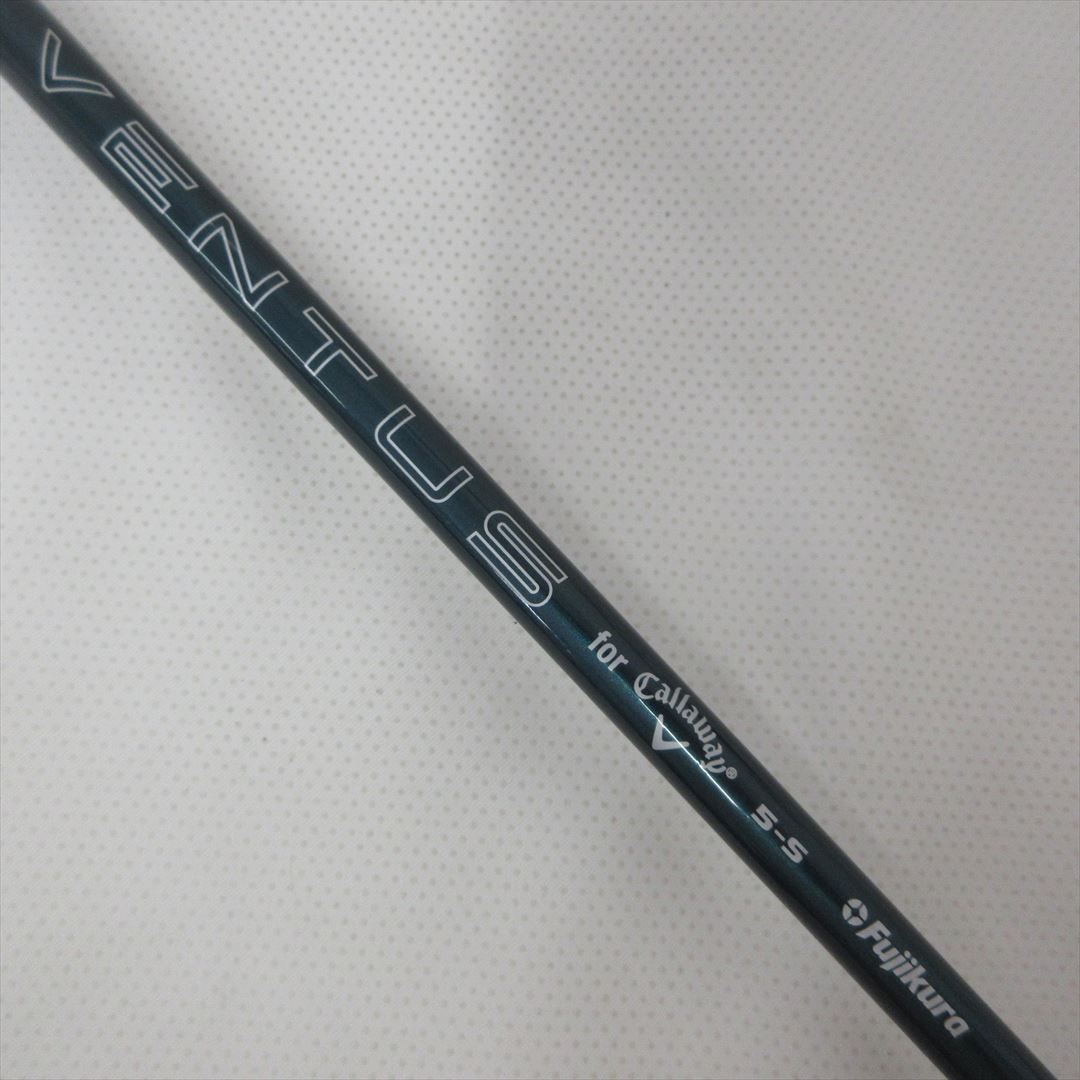 VENTUS
for Callaway®
5-S
Fujikura